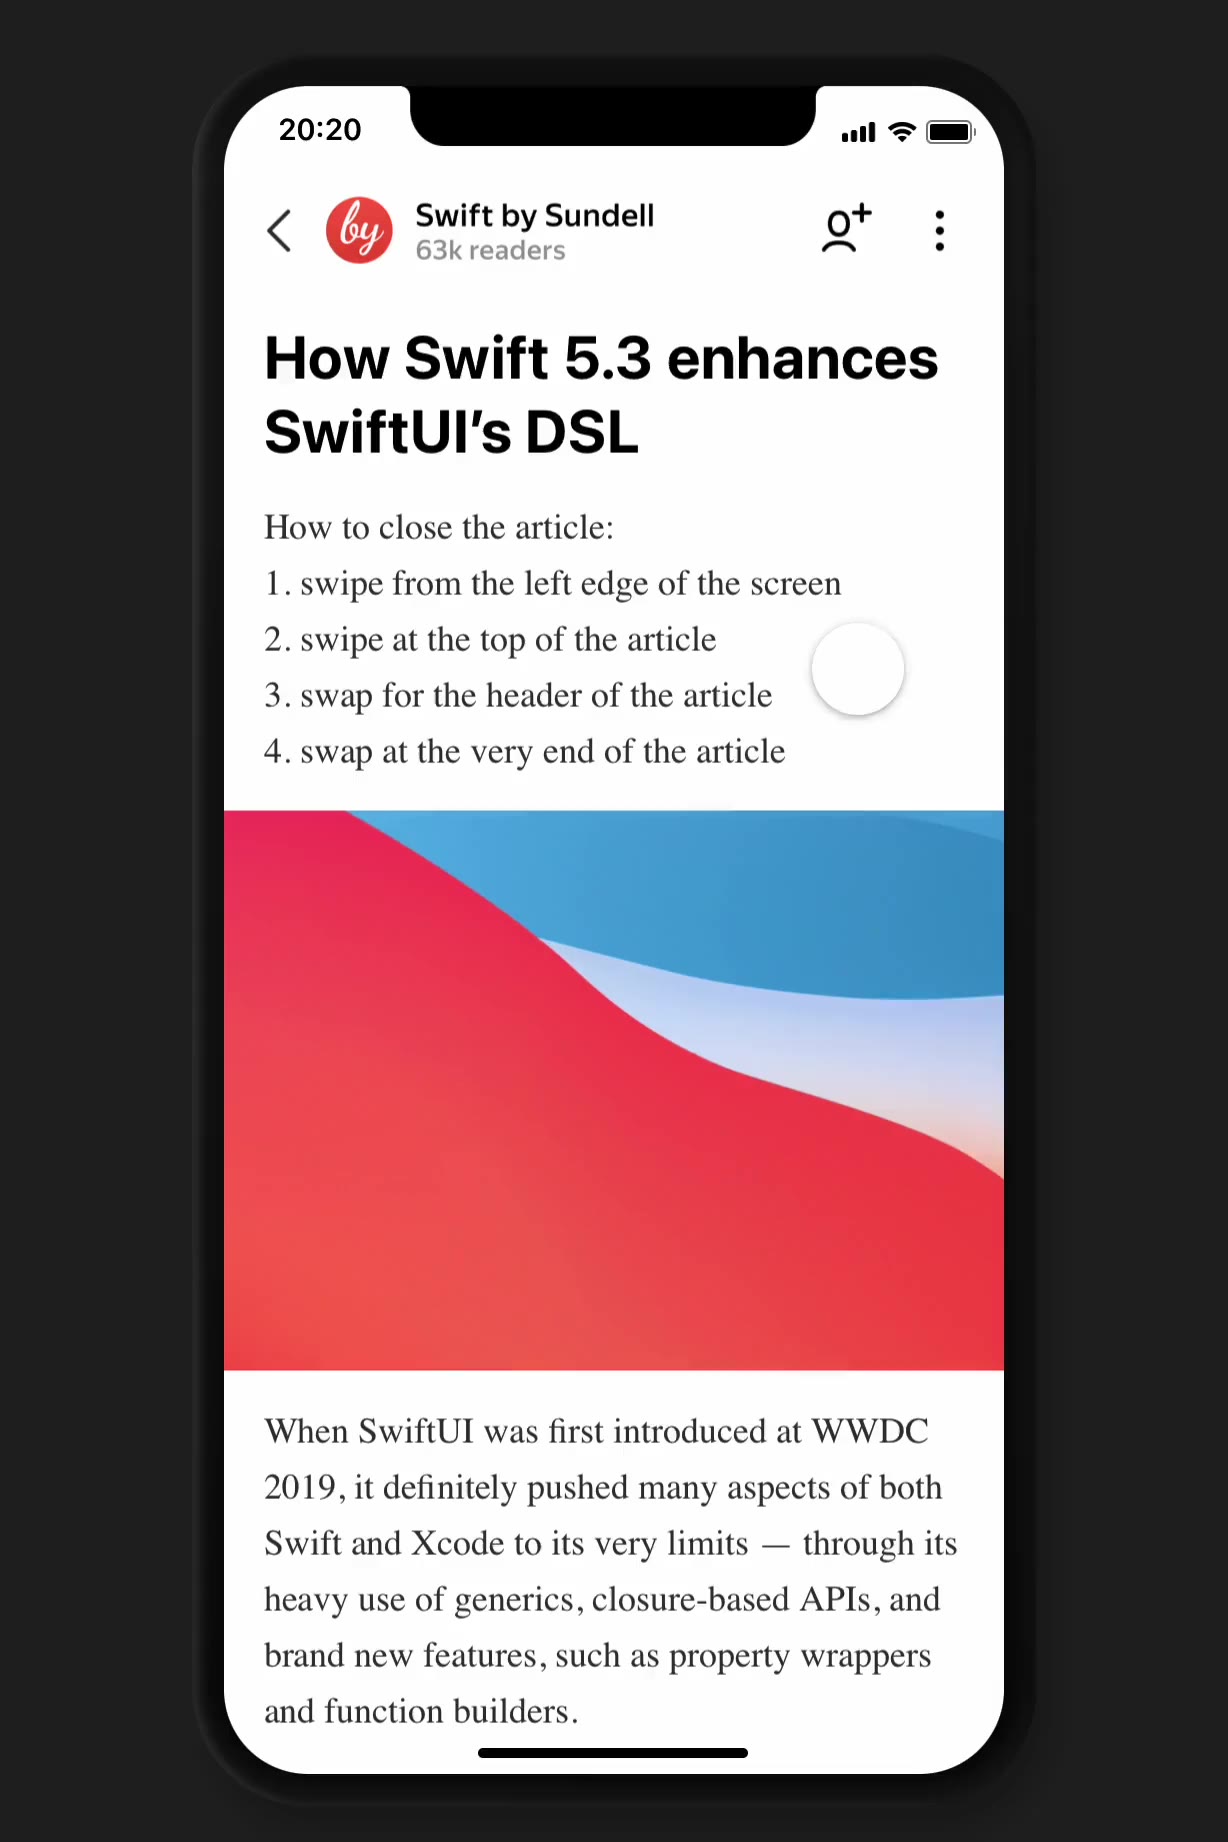 20:20
by
Swift by Sundell
63k readers
How Swift 5.3 enhances
SwiftUI’s DSL
How to close the article:
1. swipe from the left edge of the screen
2. swipe at the top of the article
3. swap for the header of the article
4. swap at the very end of the article
When SwiftUI was first introduced at WWDC
2019, it definitely pushed many aspects of both
Swift and Xcode to its very limits — through its
heavy use of generics, closure-based APIs, and
brand new features, such as property wrappers
and function builders.